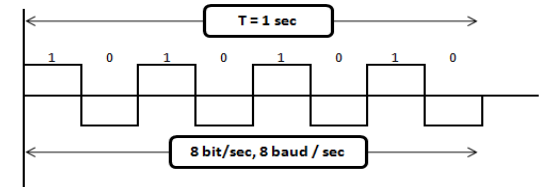 T = 1 sec
1 0 1 0 1 0 1 0
8 bit/sec, 8 baud / sec